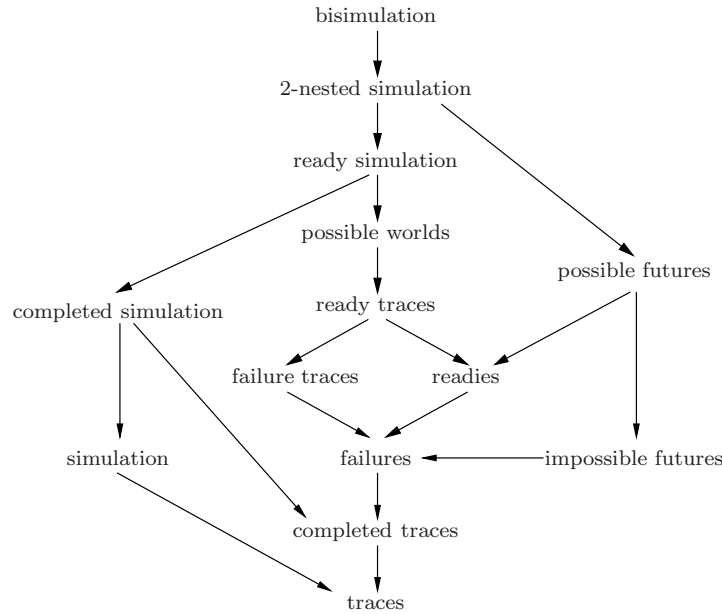 bisimulation
2-nested simulation
ready simulation
possible worlds
possible futures
ready traces
completed simulation
failure traces
readies
simulation
failures
impossible futures
completed traces
traces